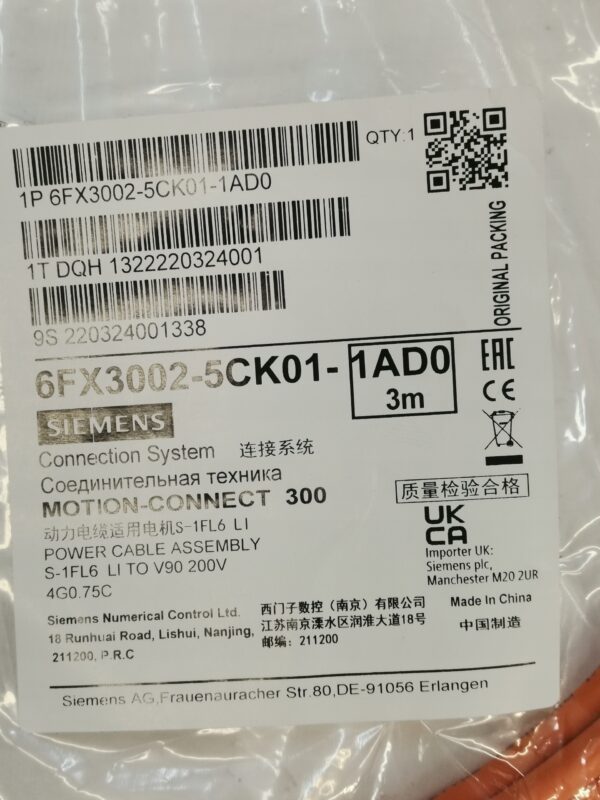 QTY.1
1P 6FX3002-5CK01-1AD0
1T DQH 1322220324001
9S 220324001338
ORIGINAL PACKING
6FX3002-5CK01- 1AD0
3m
EAC
CE
SIEMENS
Connection System 连接系统
Соединительная техника
MOTION-CONNECT 300
质量检验合格
动力电缆适用电机S-1FL6 LI
POWER CABLE ASSEMBLY
S-1FL6 LI TO V90 200V
4G0.75C
UK
CA
Importer UK:
Siemens plc,
Manchester M20 2UR
Siemens Numerical Control Ltd.
18 Runhuai Road, Lishui, Nanjing,
211200, P.R.C
西门子数控（南京）有限公司
江苏南京溧水区润淮大道18号
邮编：211200
Made In China
中国制造
Siemens AG,Frauenauracher Str.80,DE-91056 Erlangen